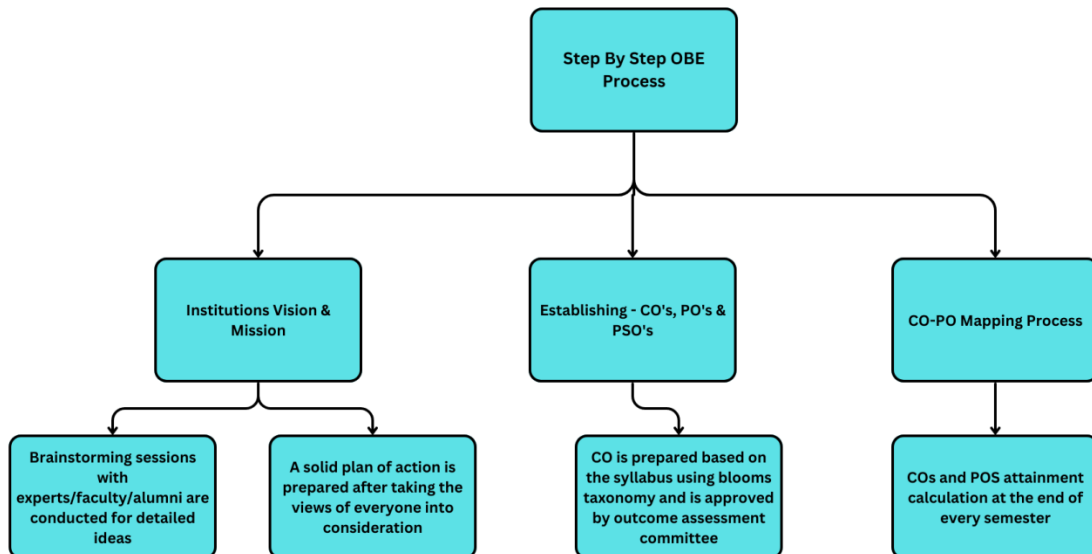 Step By Step OBE
Process
Institutions Vision &
Mission
Establishing - CO's, PO's &
PSO's
CO-PO Mapping Process
Brainstorming sessions
with
experts/faculty/alumni are
conducted for detailed
ideas
A solid plan of action is
prepared after taking the
views of everyone into
consideration
CO is prepared based on
the syllabus using blooms
taxonomy and is approved
by outcome assessment
committee
COs and POS attainment
calculation at the end of
every semester